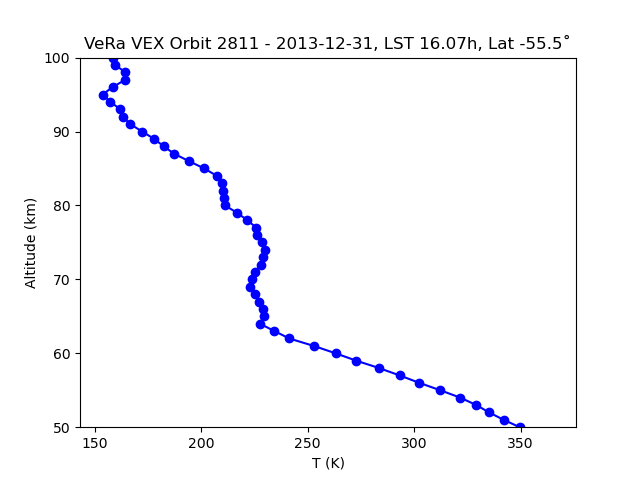 VeRa VEX Orbit 2811 - 2013-12-31, LST 16.07h, Lat -55.5˚
100
90
80
70
60
50
Altitude (km)
150 200 250 300 350
T (K)